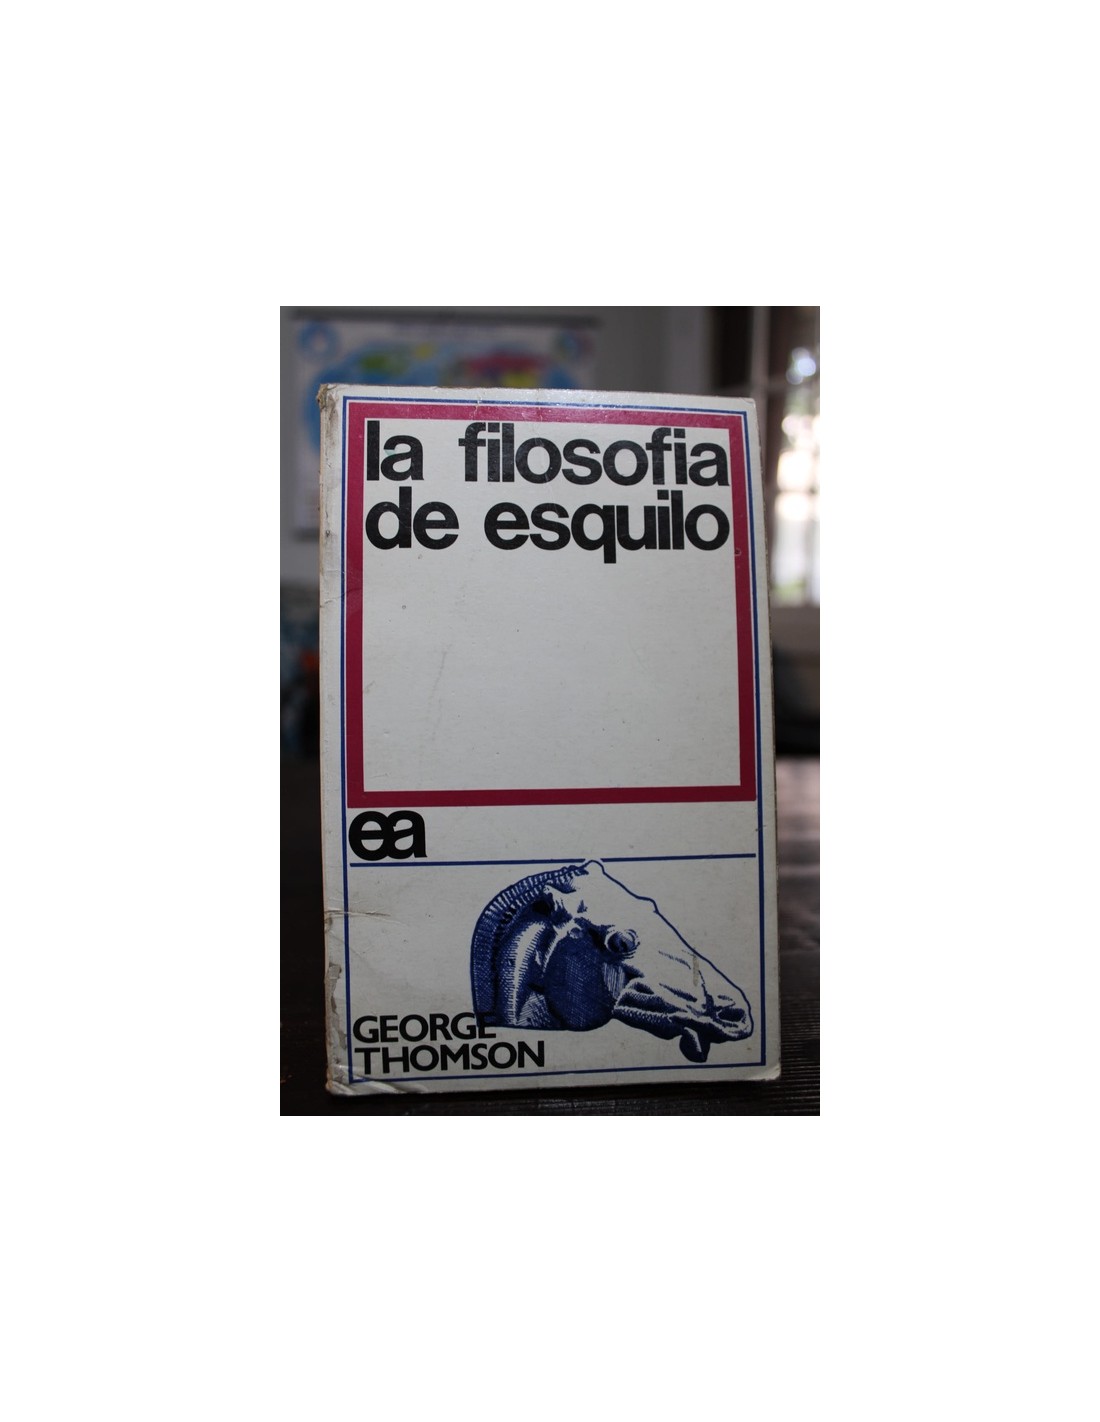 la filosofia
de esquilo
ea
GEORGE
THOMSON